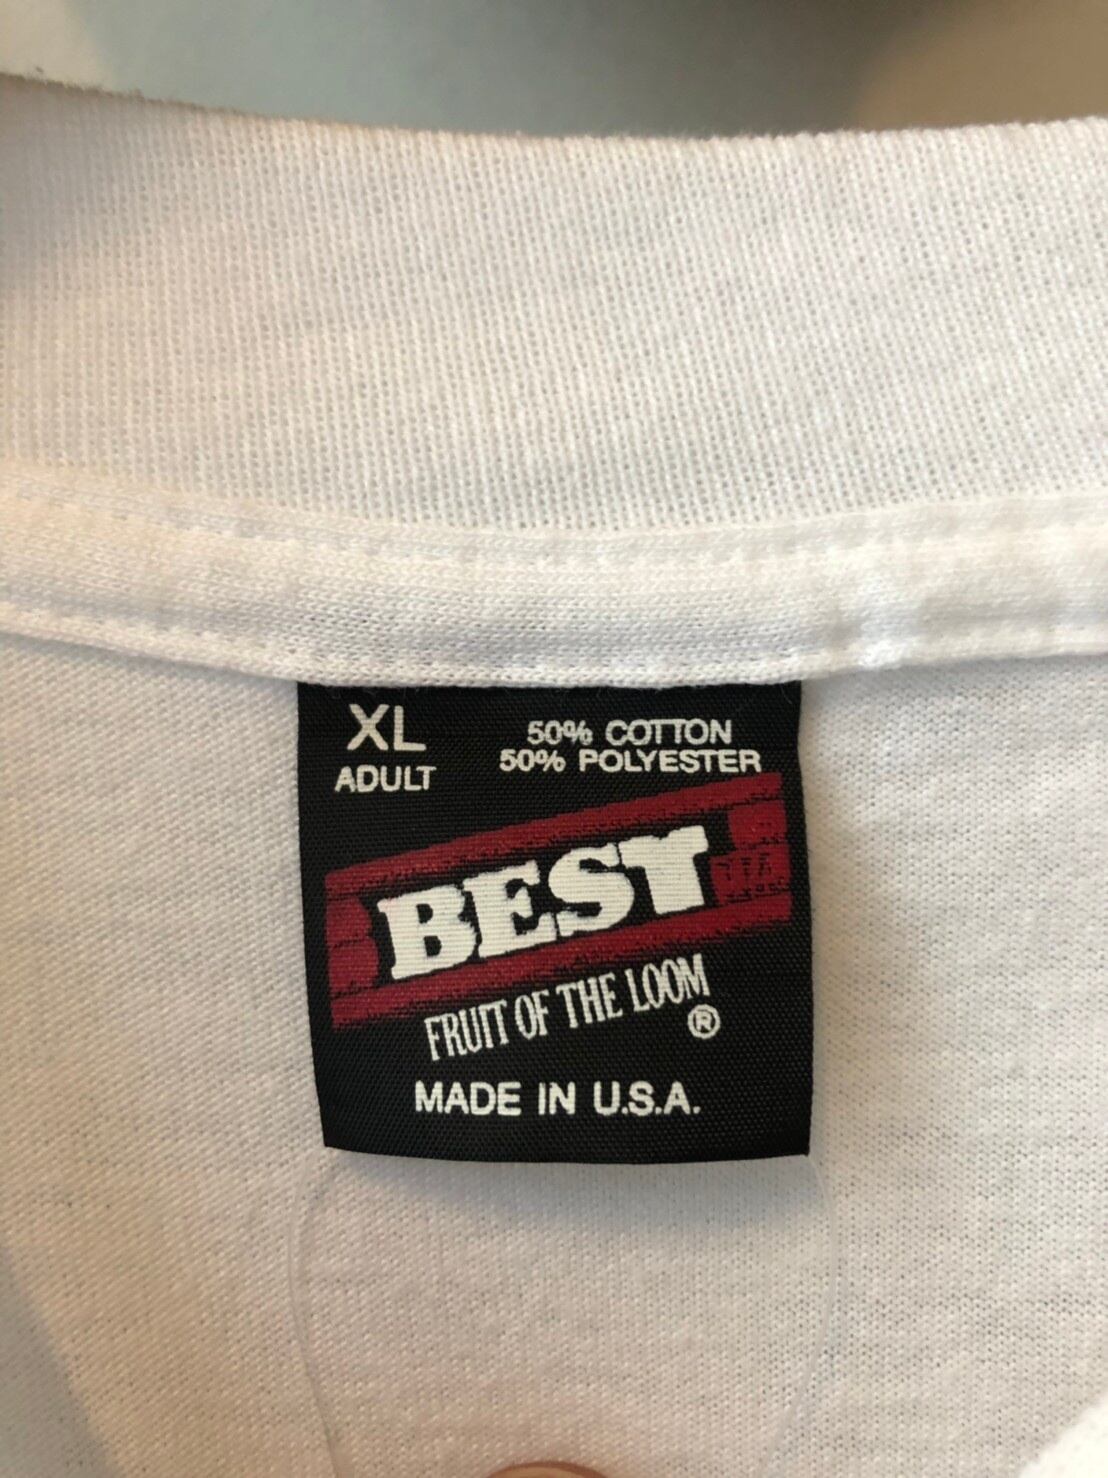 XL
ADULT
50% COTTON
50% POLYESTER
BEST
FRUIT OF THE LOOM
®
MADE IN U.S.A.